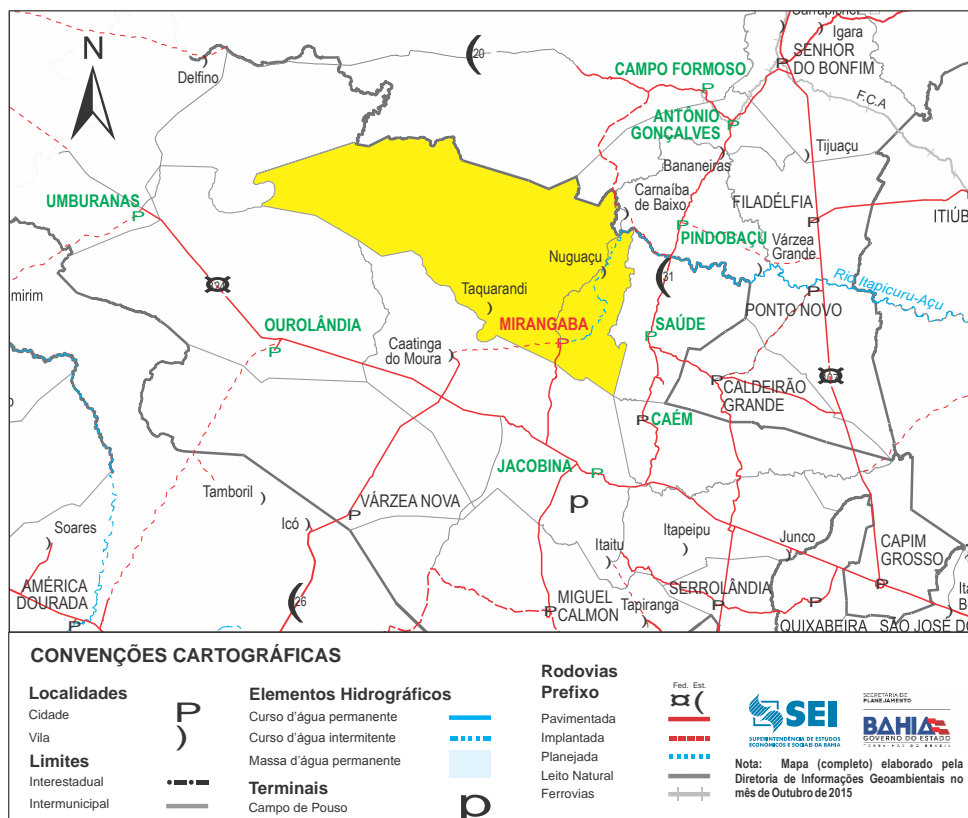 Igara
N
20
SENHOR
DO BONFIM
Delfino
CAMPO FORMOSO
F.C.A
ANTÔNIO
GONÇALVES
Bananeiras
Tijuaçu
UMBURANAS
Carnaíba
de Baixo
FILADÉLFIA
ITIÚB
PINDOBAÇU
Várzea
Grande
Nuguaçu
31
Rio Itapicuru-Açu
mirim
Taquarandi
PONTO NOVO
OUROLÂNDIA
MIRANGABA
SAÚDE
Caatinga
do Moura
CALDEIRÃO
GRANDE
CAÉM
JACOBINA
Tamboril
VÁRZEA NOVA
Soares
Icó
Itapeipu
Junco
Itaitu
CAPIM
GROSSO
AMÉRICA
DOURADA
26
MIGUEL
CALMON
SERROLÂNDIA
Tapiranga
QUIXABEIRA
SÃO JOSÉ DO
CONVENÇÕES CARTOGRÁFICAS
Localidades
Cidade
Vila
Limites
Interestadual
Intermunicipal
Elementos Hidrográficos
Curso d'água permanente
Curso d'água intermitente
Massa d'água permanente
Terminais
Campo de Pouso
Rodovias
Prefixo
Fed. Est.
Pavimentada
Implantada
Planejada
Leito Natural
Ferrovias
SEI
SUPERINTENDÊNCIA DE ESTUDOS
ECONÔMICOS E SOCIAIS DA BAHIA
SECRETARIA DE
PLANEJAMENTO
BAHIA
GOVERNO DO ESTADO
TERRA MÃE DO BRASIL
Nota: Mapa (completo) elaborado pela
Diretoria de Informações Geoambientais no
mês de Outubro de 2015